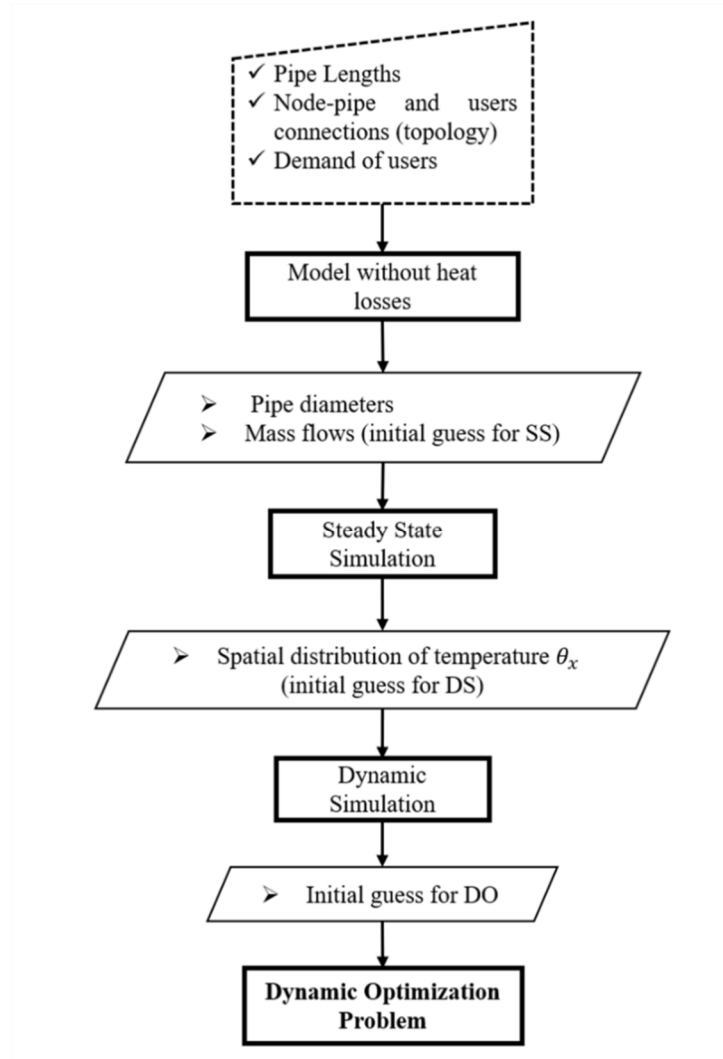 ✓ Pipe Lengths
✓ Node-pipe and users
connections (topology)
✓ Demand of users
Model without heat
losses
➢ Pipe diameters
➢ Mass flows (initial guess for SS)
Steady State
Simulation
➢ Spatial distribution of temperature θₓ
(initial guess for DS)
Dynamic
Simulation
➢ Initial guess for DO
Dynamic Optimization
Problem